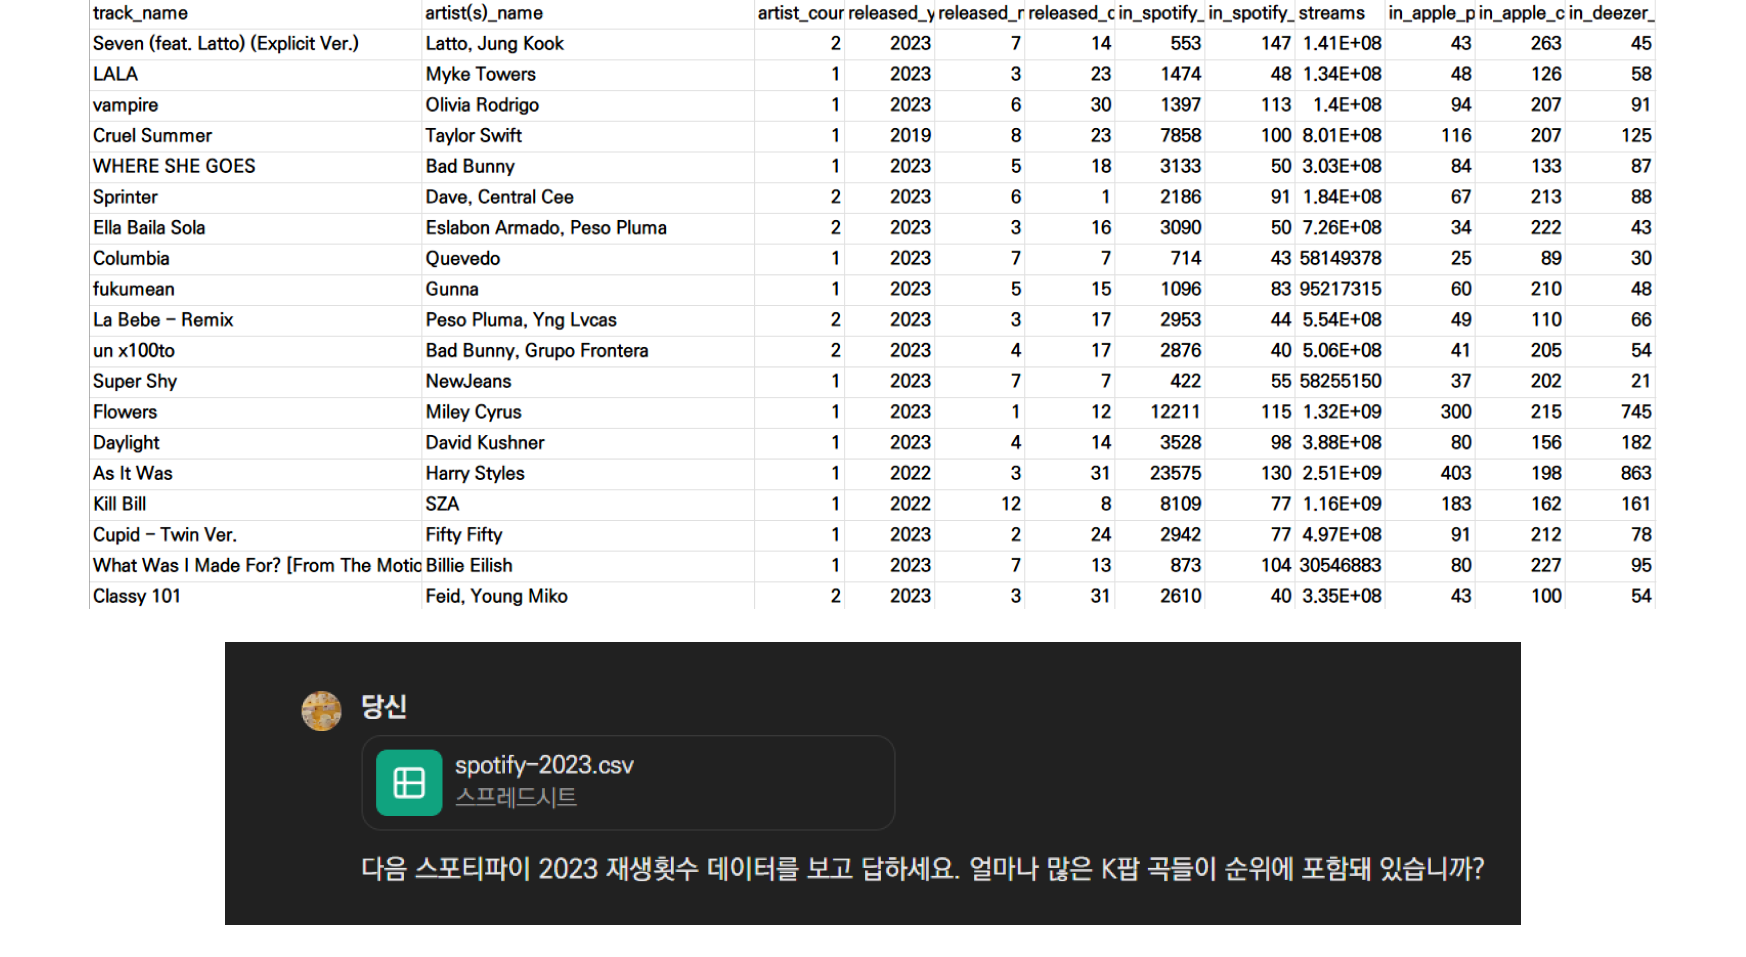 track_name artist(s)_name artist_cour released_y released_r released_c in_spotify_ in_spotify_ streams in_apple_p in_apple_c in_deezer_
Seven (feat. Latto) (Explicit Ver.) Latto, Jung Kook 2 2023 7 14 553 147 1.41E+08 43 263 45
LALA Myke Towers 1 2023 3 23 1474 48 1.34E+08 48 126 58
vampire Olivia Rodrigo 1 2023 6 30 1397 113 1.4E+08 94 207 91
Cruel Summer Taylor Swift 1 2019 8 23 7858 100 8.01E+08 116 207 125
WHERE SHE GOES Bad Bunny 1 2023 5 18 3133 50 3.03E+08 84 133 87
Sprinter Dave, Central Cee 2 2023 6 1 2186 91 1.84E+08 67 213 88
Ella Baila Sola Eslabon Armado, Peso Pluma 2 2023 3 16 3090 50 7.26E+08 34 222 43
Columbia Quevedo 1 2023 7 7 714 43 58149378 25 89 30
fukumean Gunna 1 2023 5 15 1096 83 95217315 60 210 48
La Bebe - Remix Peso Pluma, Yng Lvcas 2 2023 3 17 2953 44 5.54E+08 49 110 66
un x100to Bad Bunny, Grupo Frontera 2 2023 4 17 2876 40 5.06E+08 41 205 54
Super Shy NewJeans 1 2023 7 7 422 55 58255150 37 202 21
Flowers Miley Cyrus 1 2023 1 12 12211 115 1.32E+09 300 215 745
Daylight David Kushner 1 2023 4 14 3528 98 3.88E+08 80 156 182
As It Was Harry Styles 1 2022 3 31 23575 130 2.51E+09 403 198 863
Kill Bill SZA 1 2022 12 8 8109 77 1.16E+09 183 162 161
Cupid - Twin Ver. Fifty Fifty 1 2023 2 24 2942 77 4.97E+08 91 212 78
What Was I Made For? [From The Motic Billie Eilish 1 2023 7 13 873 104 30546883 80 227 95
Classy 101 Feid, Young Miko 2 2023 3 31 2610 40 3.35E+08 43 100 54
당신
spotify-2023.csv
스프레드시트
다음 스포티파이 2023 재생횟수 데이터를 보고 답하세요. 얼마나 많은 K팝 곡들이 순위에 포함돼 있습니까?